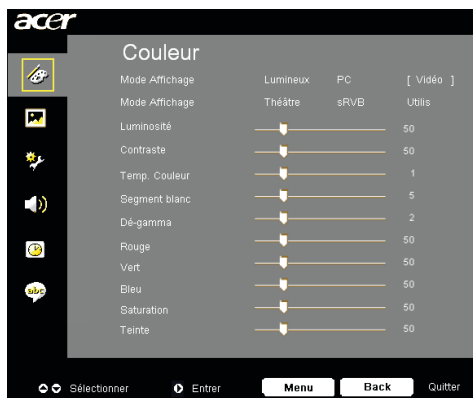 acer
Couleur
Mode Affichage Lumineux PC [ Vidéo ]
Mode Affichage Théâtre sRVB Utilis
Luminosité 50
Contraste 50
Temp. Couleur 1
Segment blanc 5
Dé-gamma 2
Rouge 50
Vert 50
Bleu 50
Saturation 50
Teinte 50
abc
Sélectionner Entrer Menu Back Quitter